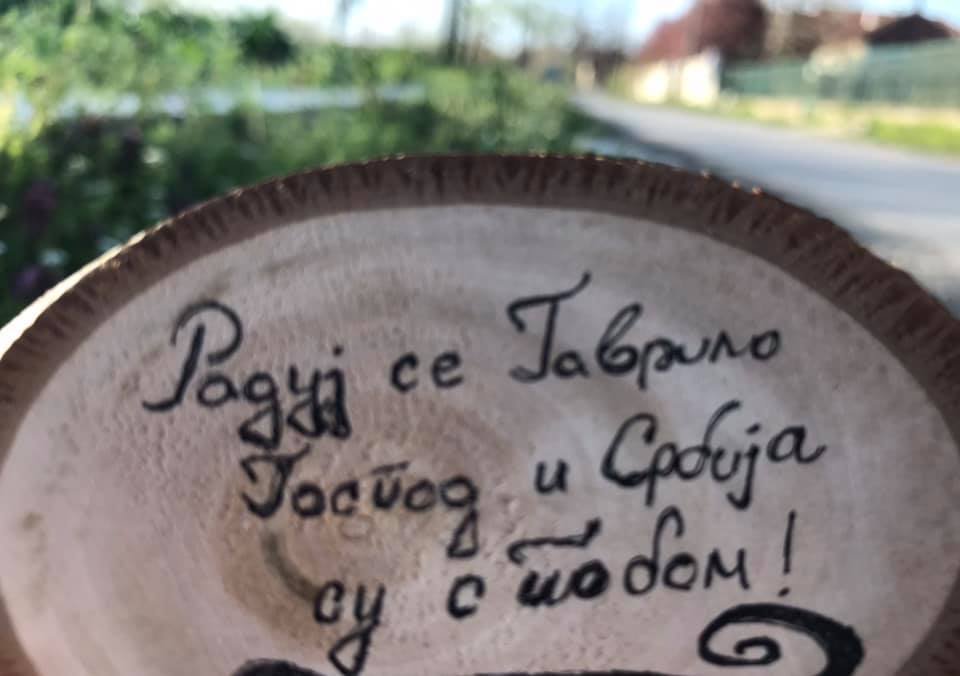 Радуј се Гаврило
Господ и Србија
су с тобом!